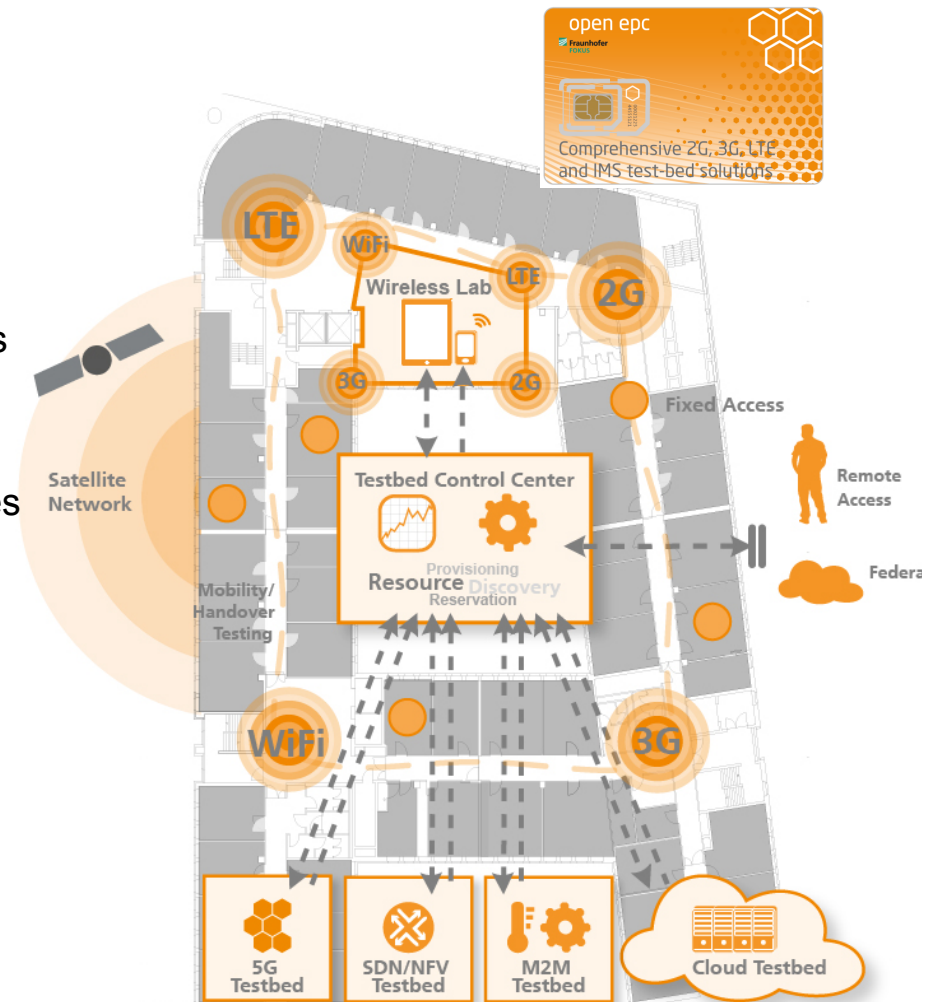 open epc
Fraunhofer
FOKUS
Comprehensive 2G, 3G, LTE
and IMS test-bed solutions
LTE
WiFi
LTE
2G
Wireless Lab
3G
2G
Fixed Access
s
Satellite
Network
es
Testbed Control Center
Provisioning
Resource Discovery
Reservation
Remote
Access
Federa
Mobility/
Handover
Testing
WiFi
3G
5G
Testbed
SDN/NFV
Testbed
M2M
Testbed
Cloud Testbed